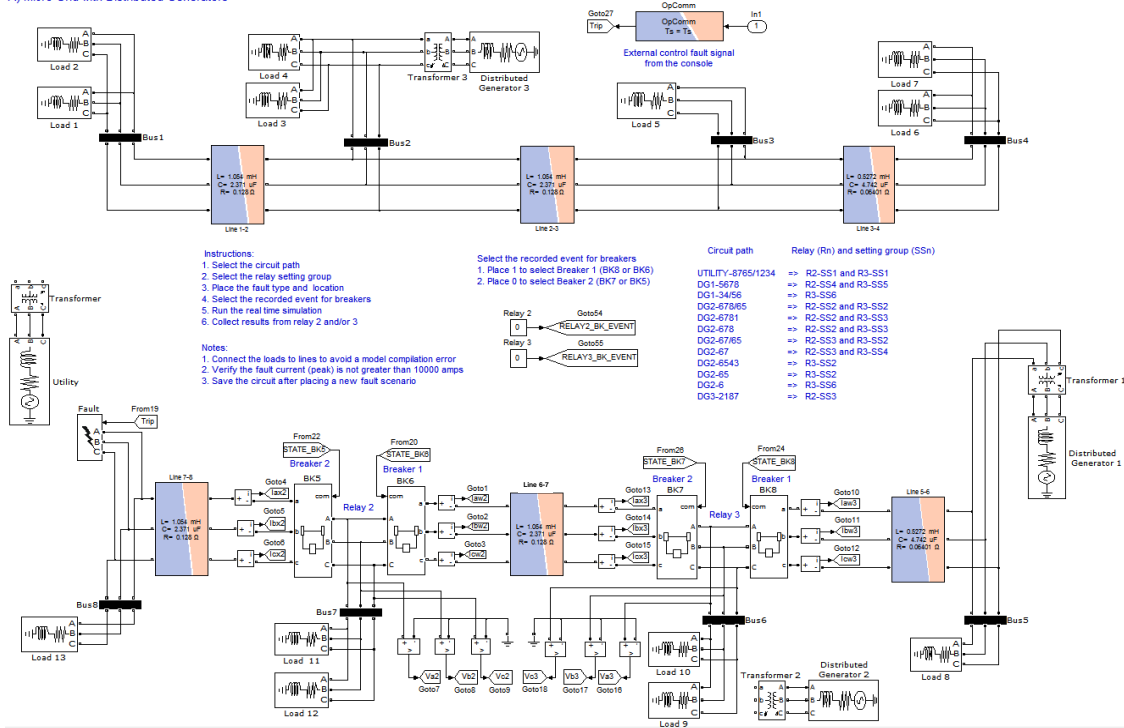 OpComm
Goto27
In1
Trip
OpComm
Ts = Ts
1
External control fault signal
from the console
A
B
C
Load 2
A
B
C
Load 1
Bus1
A
B
C
Load 4
A
B
C
Load 3
a A
b B
c C
Transformer 3
A
B
C
Distributed
Generator 3
Bus2
A
B
C
Load 5
Bus3
A
B
C
Load 7
A
B
C
Load 6
Bus4
L= 1.054 mH
C= 2.371 uF
R= 0.128 Ω
Line 1-2
L= 1.054 mH
C= 2.371 uF
R= 0.128 Ω
Line 2-3
L= 0.5272 mH
C= 4.742 uF
R= 0.06401 Ω
Line 3-4
Instructions:
1. Select the circuit path
2. Select the relay setting group
3. Place the fault type and location
4. Select the recorded event for breakers
5. Run the real time simulation
6. Collect results from relay 2 and/or 3
Notes:
1. Connect the loads to lines to avoid a model compilation error
2. Verify the fault current (peak) is not greater than 10000 amps
3. Save the circuit after placing a new fault scenario
Select the recorded event for breakers
1. Place 1 to select Breaker 1 (BK8 or BK6)
2. Place 0 to select Beaker 2 (BK7 or BK5)
Relay 2
0
Goto54
RELAY2_BK_EVENT
Relay 3
0
Goto55
RELAY3_BK_EVENT
Circuit path Relay (Rn) and setting group (SSn)
UTILITY-8765/1234 => R2-SS1 and R3-SS1
DG1-5678 => R2-SS4 and R3-SS5
DG1-34/56 => R3-SS6
DG2-678/65 => R2-SS2 and R3-SS2
DG2-6781 => R2-SS2 and R3-SS3
DG2-678 => R2-SS2 and R3-SS3
DG2-67/65 => R2-SS3 and R3-SS2
DG2-67 => R2-SS3 and R3-SS4
DG2-6543 => R3-SS2
DG2-65 => R3-SS2
DG2-6 => R3-SS6
DG3-2187 => R2-SS3
a b c
Transformer
A B C
A B C
Utility
a b c
Transformer 1
A B C
A B C
Distributed
Generator 1
Fault
From19
Trip
A
B
C
Line 7-8
L= 1.054 mH
C= 2.371 uF
R= 0.128 Ω
Goto4
Iax2
Goto5
Ibx2
Goto6
Icx2
From22
STATE_BK5
Breaker 2
BK5
com
a A
b B
c C
Relay 2
From20
STATE_BK6
Breaker 1
BK6
com
A a
B b
C c
Goto1
Iaw2
Goto2
Ibw2
Goto3
Icw2
Line 6-7
L= 1.054 mH
C= 2.371 uF
R= 0.128 Ω
Goto13
Iax3
Goto14
Ibx3
Goto15
Icx3
From26
STATE_BK7
Breaker 2
BK7
com
a A
b B
c C
Relay 3
From24
STATE_BK8
Breaker 1
BK8
com
A a
B b
C c
Goto10
Iaw3
Goto11
Ibw3
Goto12
Icw3
Line 5-6
L= 0.5272 mH
C= 4.742 uF
R= 0.06401 Ω
Bus8
A
B
C
Load 13
Bus7
A
B
C
Load 11
A
B
C
Load 12
Va2
Goto7
Vb2
Goto8
Vc2
Goto9
Vc3
Goto18
Vb3
Goto17
Va3
Goto16
Bus6
A
B
C
Load 10
A
B
C
Load 9
Transformer 2
a A
b B
c C
Distributed
Generator 2
A
B
C
Bus5
A
B
C
Load 8